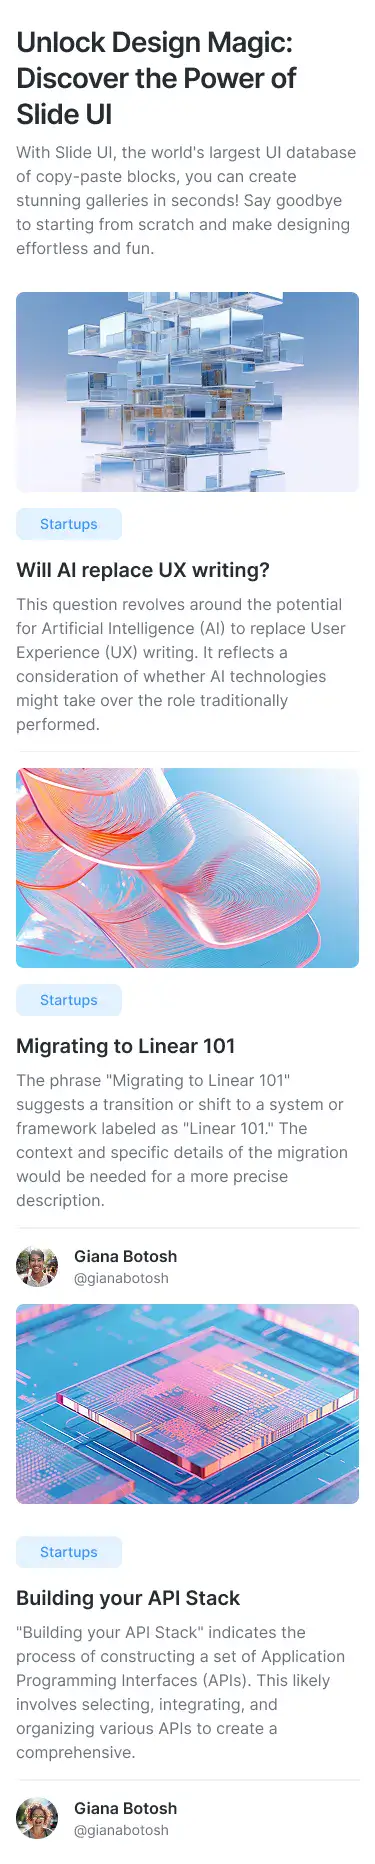 Unlock Design Magic:
Discover the Power of
Slide UI
With Slide UI, the world's largest UI database
of copy-paste blocks, you can create
stunning galleries in seconds! Say goodbye
to starting from scratch and make designing
effortless and fun.
Startups
Will AI replace UX writing?
This question revolves around the potential
for Artificial Intelligence (AI) to replace User
Experience (UX) writing. It reflects a
consideration of whether AI technologies
might take over the role traditionally
performed.
Startups
Migrating to Linear 101
The phrase "Migrating to Linear 101"
suggests a transition or shift to a system or
framework labeled as "Linear 101." The
context and specific details of the migration
would be needed for a more precise
description.
Giana Botosh
@gianabotosh
Startups
Building your API Stack
"Building your API Stack" indicates the
process of constructing a set of Application
Programming Interfaces (APIs). This likely
involves selecting, integrating, and
organizing various APIs to create a
comprehensive.
Giana Botosh
@gianabotosh